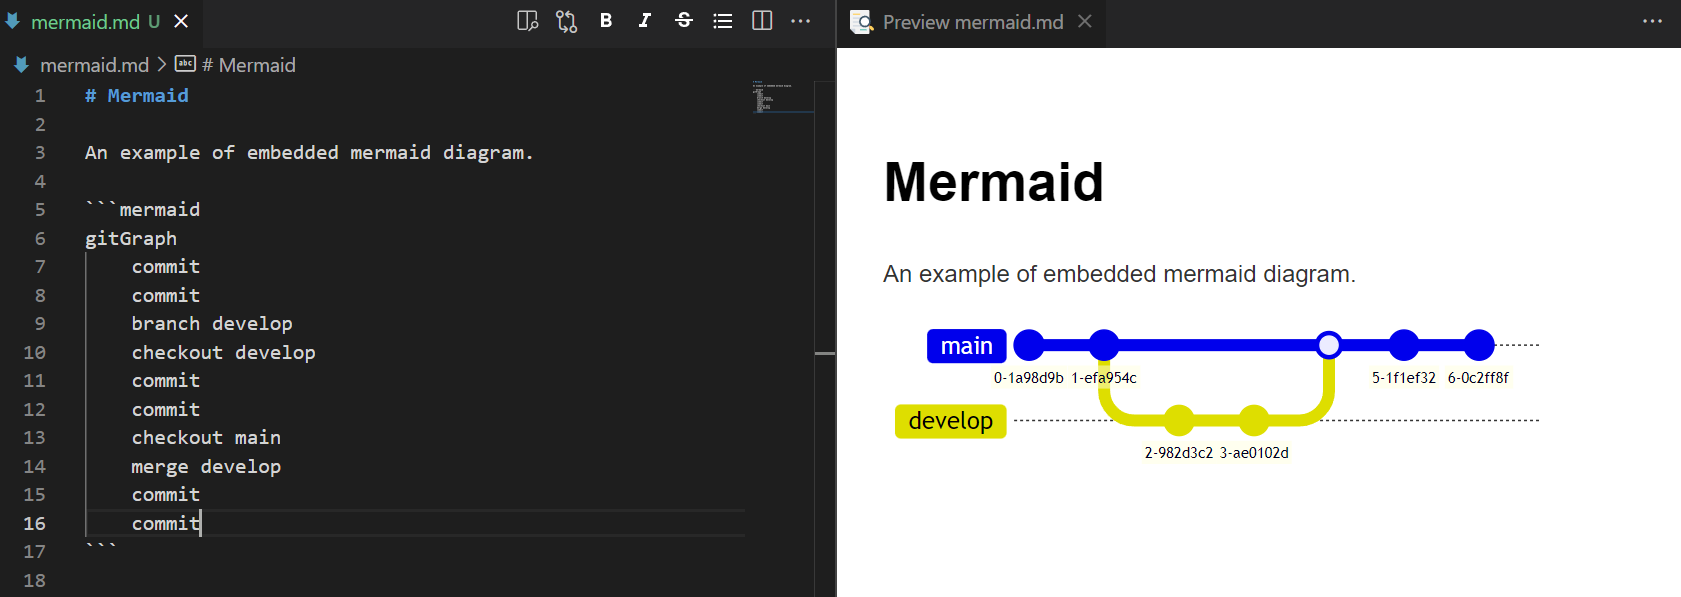 mermaid.md U
mermaid.md > abc # Mermaid
1 # Mermaid
2
3 An example of embedded mermaid diagram.
4
5 ```mermaid
6 gitGraph
7 commit
8 commit
9 branch develop
10 checkout develop
11 commit
12 commit
13 checkout main
14 merge develop
15 commit
16 commit
17 ```
18
Preview mermaid.md
Mermaid
An example of embedded mermaid diagram.
main
0-1a98d9b 1-efa954c 5-1f1ef32 6-0c2ff8f
develop
2-982d3c2 3-ae0102d